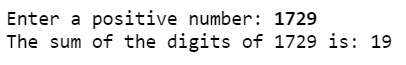 Enter a positive number: 1729
The sum of the digits of 1729 is: 19